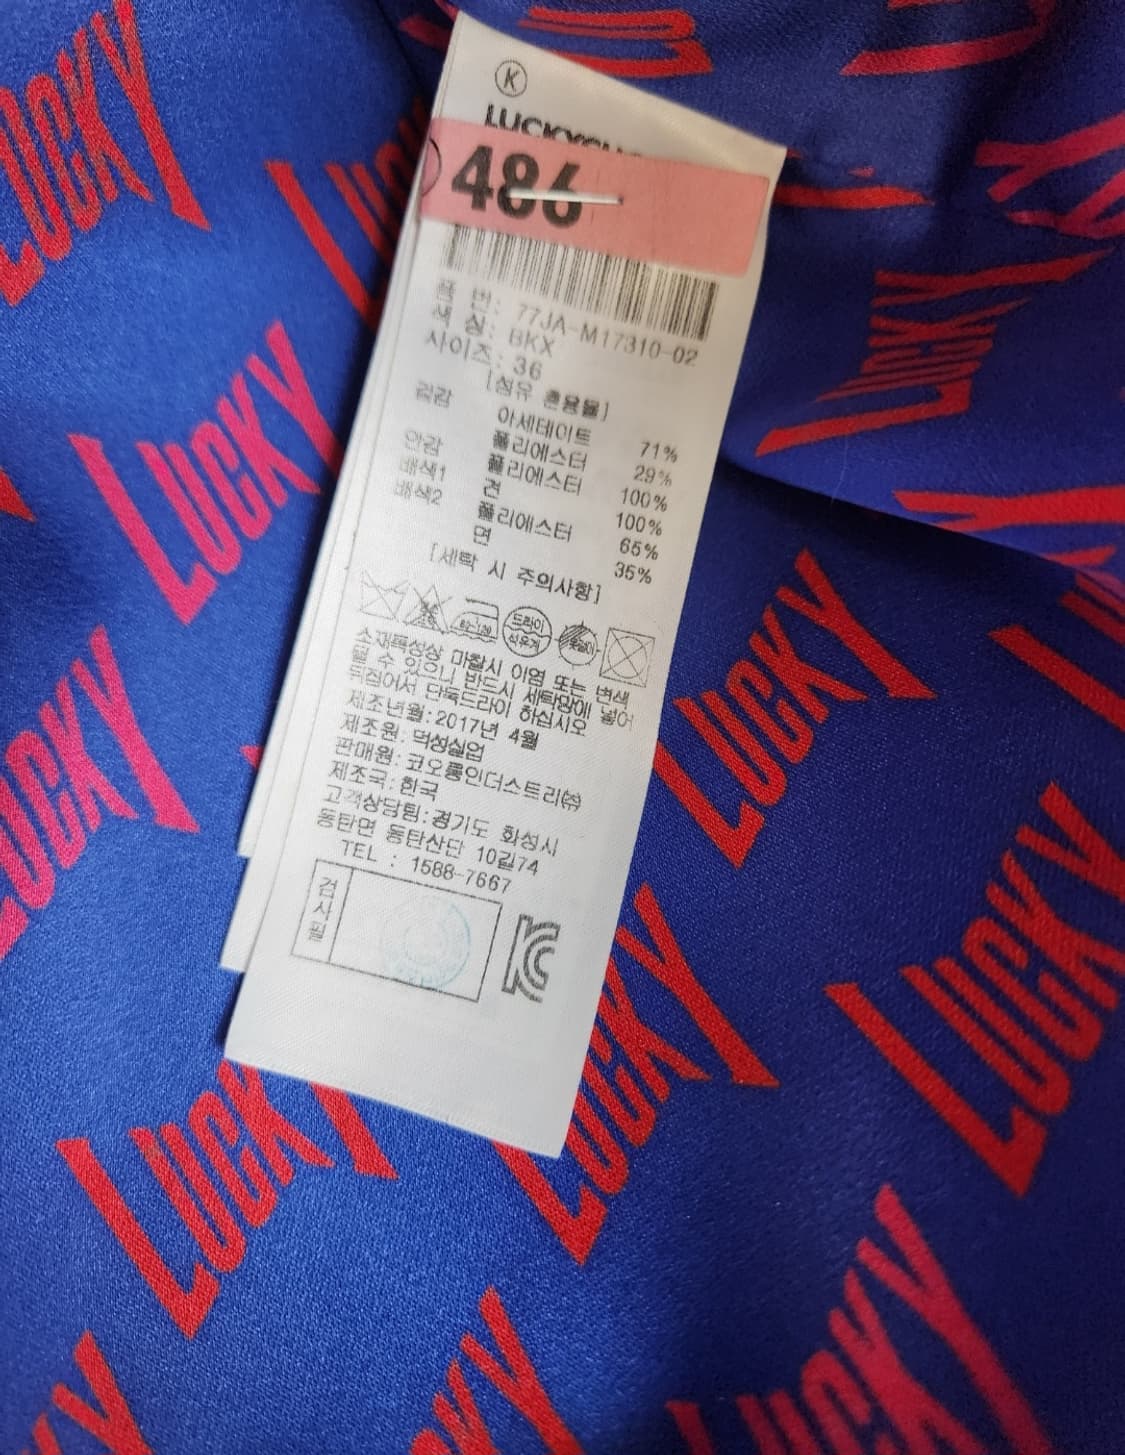 K
LUCKYCH
486
품 번: 77JA-M17310-02
색 상: BKX
사이즈: 36
[섬유 혼용률]
겉감 아세테이트 71%
폴리에스터 29%
안감 폴리에스터 100%
배색1 견 100%
배색2 폴리에스터 65%
면 35%
[세탁 시 주의사항]
드라이
석유계
소재특성상 마찰시 이염 또는 변색
될 수 있으니 반드시 세탁망에 넣어
뒤집어서 단독드라이 하십시오
제조년월: 2017년 4월
제조원: 덕성실업
판매원: 코오롱인더스트리㈜
제조국: 한국
고객상담팀: 경기도 화성시
동탄면 동탄산단 10길74
TEL : 1588-7667
검사필
KC
LUCKY
LUCKY
LUCKY
LUCKY
LUCKY
LUCKY
LUCKY
LUCKY
LUCKY
LUCKY